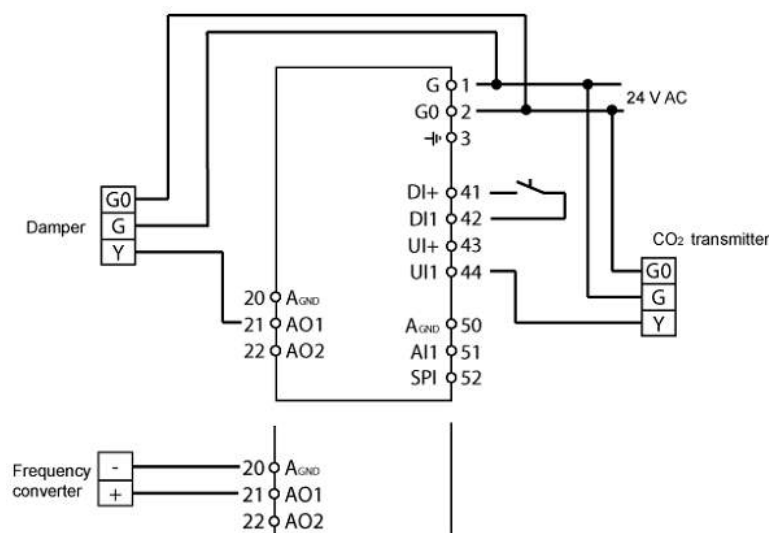 G 1
24 V AC
G0 2
3
G0
DI+ 41
Damper
G
DI1 42
CO₂ transmitter
Y
UI+ 43
UI1 44
G0
20 AGND
G
21 AO1
AGND 50
Y
22 AO2
AI1 51
SPI 52
Frequency
converter
-
20 AGND
+
21 AO1
22 AO2